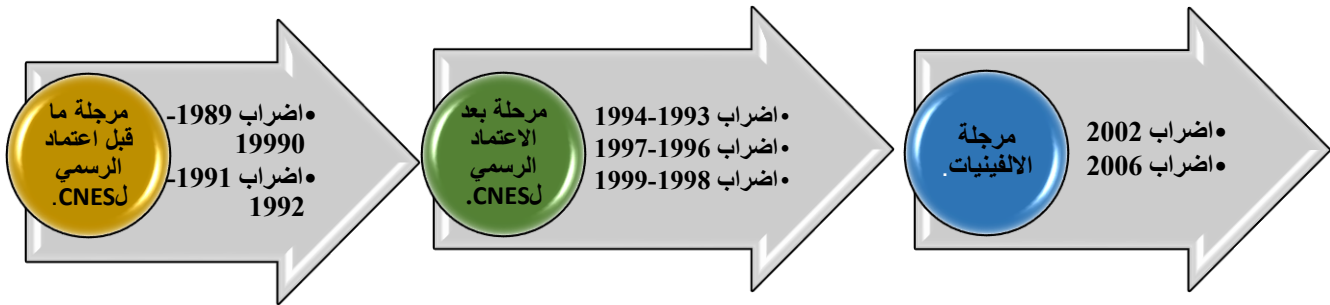 مرجلة ما
قبل اعتماد
الرسمي
لCNES.
•اضراب 1989-
19990
•اضراب 1991-
1992
مرحلة بعد
الاعتماد
الرسمي
لCNES.
•اضراب 1993-1994
•اضراب 1996-1997
•اضراب 1998-1999
مرجلة
الالفينيات.
•اضراب 2002
•اضراب 2006